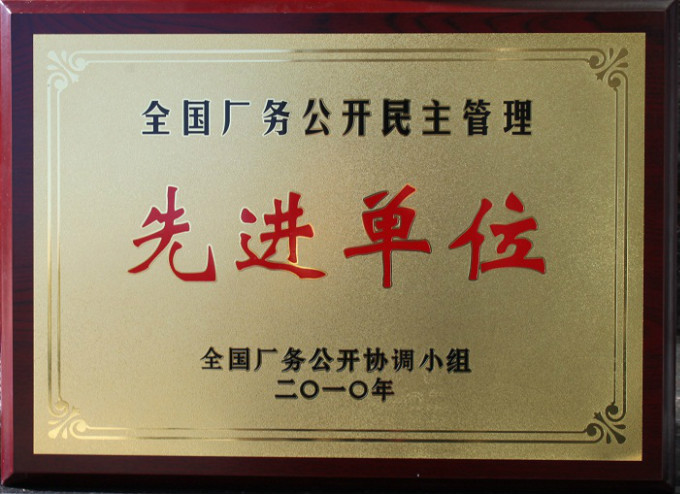 全国厂务公开民主管理
先进单位
全国厂务公开协调小组
二〇一〇年